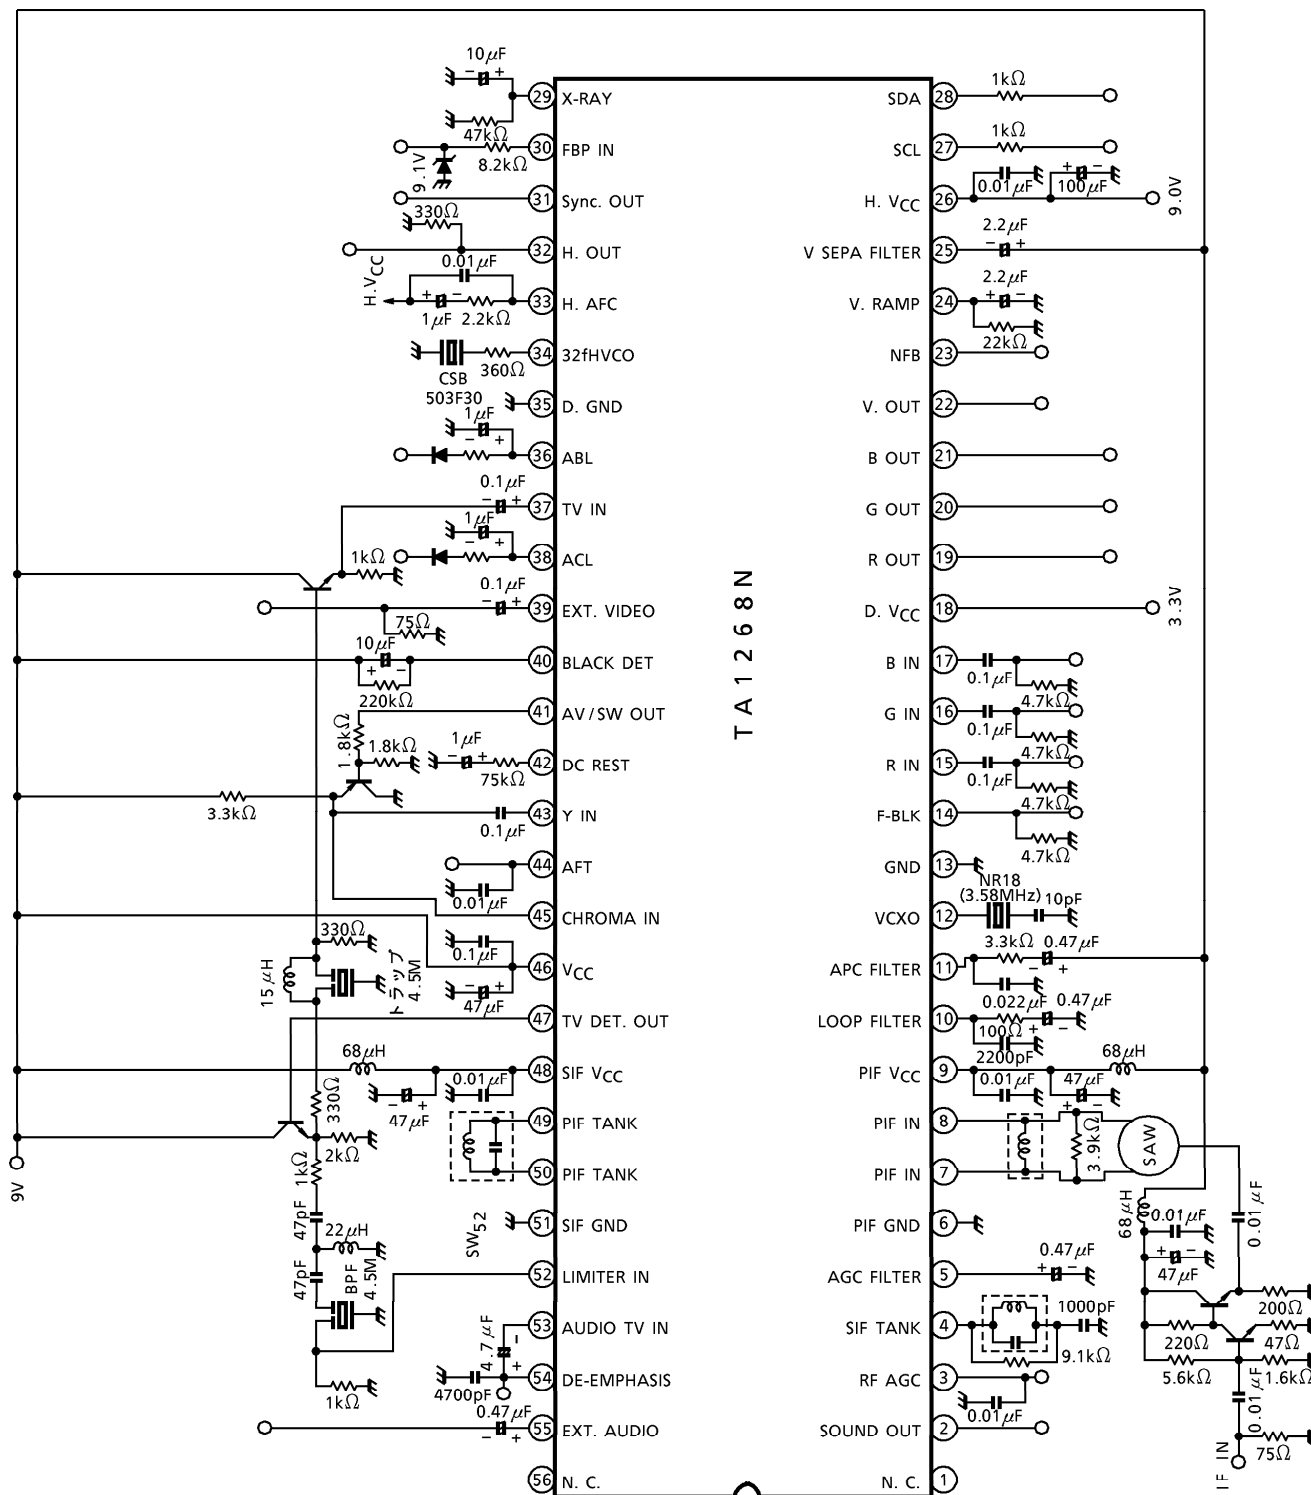 10μF
29 X-RAY
47kΩ
30 FBP IN
8.2kΩ
9.1V
31 Sync. OUT
330Ω
32 H. OUT
0.01μF
H.VCC
33 H. AFC
1μF 2.2kΩ
34 32fHVCO
360Ω
CSB
503F30
35 D. GND
1μF
36 ABL
0.1μF
37 TV IN
1μF
38 ACL
1kΩ
0.1μF
39 EXT. VIDEO
75Ω
10μF
40 BLACK DET
220kΩ
41 AV/SW OUT
1.8kΩ
1.8kΩ
1μF
42 DC REST
75kΩ
3.3kΩ
43 Y IN
0.1μF
44 AFT
0.01μF
45 CHROMA IN
330Ω
0.1μF
15μH
トラップ
4.5M
46 VCC
47μF
47 TV DET. OUT
68μH
48 SIF VCC
0.01μF
47μF
330Ω
49 PIF TANK
2kΩ
1kΩ
50 PIF TANK
9V
47pF
51 SIF GND
SW52
22μH
52 LIMITER IN
47pF
BPF
4.5M
53 AUDIO TV IN
4.7μF
54 DE-EMPHASIS
4700pF
1kΩ
0.47μF
55 EXT. AUDIO
56 N. C.
TA1268N
1kΩ
SDA 28
1kΩ
SCL 27
0.01μF 100μF
H. VCC 26
9.0V
2.2μF
V SEPA FILTER 25
2.2μF
V. RAMP 24
22kΩ
NFB 23
V. OUT 22
B OUT 21
G OUT 20
R OUT 19
D. VCC 18
3.3V
B IN 17
0.1μF
4.7kΩ
G IN 16
0.1μF
4.7kΩ
R IN 15
0.1μF
4.7kΩ
F-BLK 14
4.7kΩ
GND 13
NR18
(3.58MHz) 10pF
VCXO 12
3.3kΩ 0.47μF
APC FILTER 11
0.022μF 0.47μF
LOOP FILTER 10
100Ω
2200pF
68μH
PIF VCC 9
0.01μF 47μF
PIF IN 8
3.9kΩ
SAW
PIF IN 7
68μH
0.01μF
0.01μF
PIF GND 6
47μF
0.47μF
AGC FILTER 5
1000pF
200Ω
SIF TANK 4
9.1kΩ
220Ω 47Ω
5.6kΩ 1.6kΩ
RF AGC 3
0.01μF
0.01μF
SOUND OUT 2
75Ω
IF IN
N. C. 1